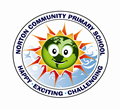 NORTON COMMUNITY PRIMARY SCHOOL
HAPPY · EXCITING · CHALLENGING